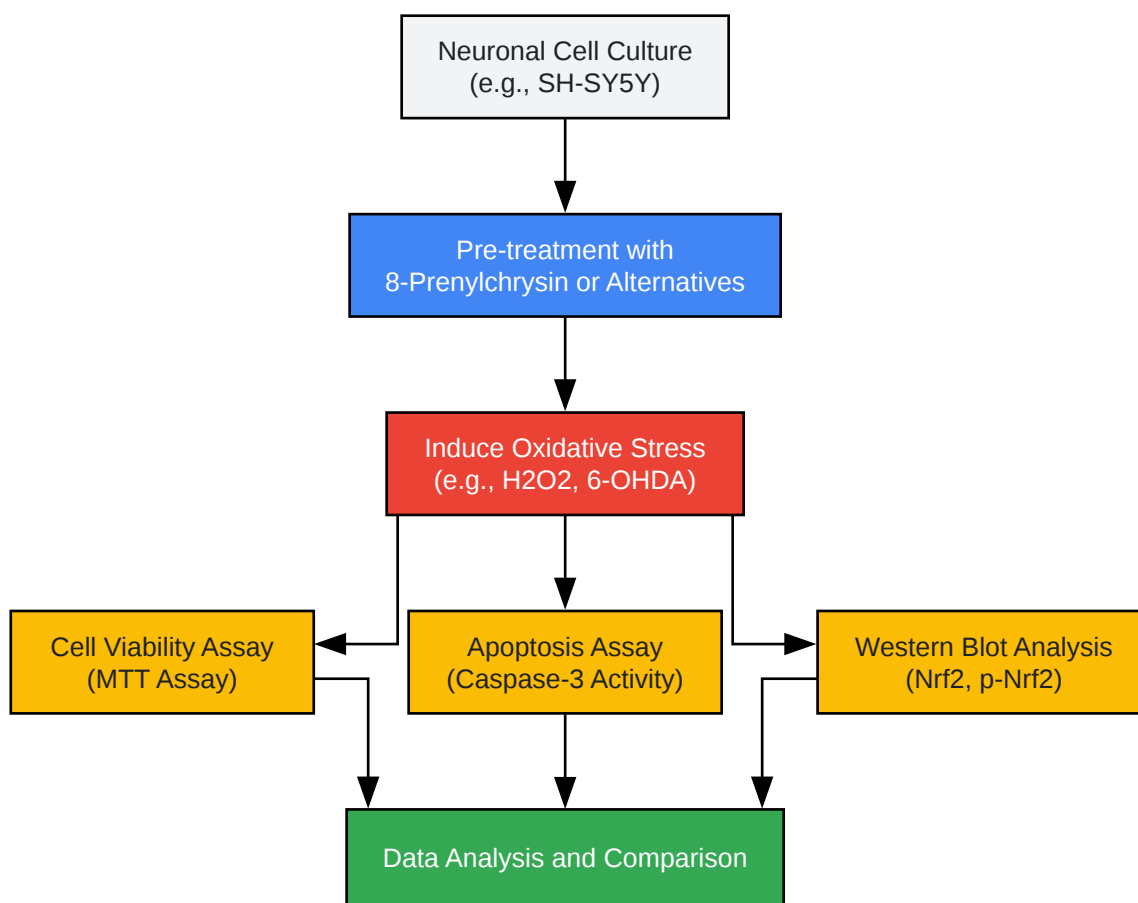 Neuronal Cell Culture
(e.g., SH-SY5Y)
Pre-treatment with
8-Prenylchrysin or Alternatives
Induce Oxidative Stress
(e.g., H2O2, 6-OHDA)
Cell Viability Assay
(MTT Assay)
Apoptosis Assay
(Caspase-3 Activity)
Western Blot Analysis
(Nrf2, p-Nrf2)
Data Analysis and Comparison